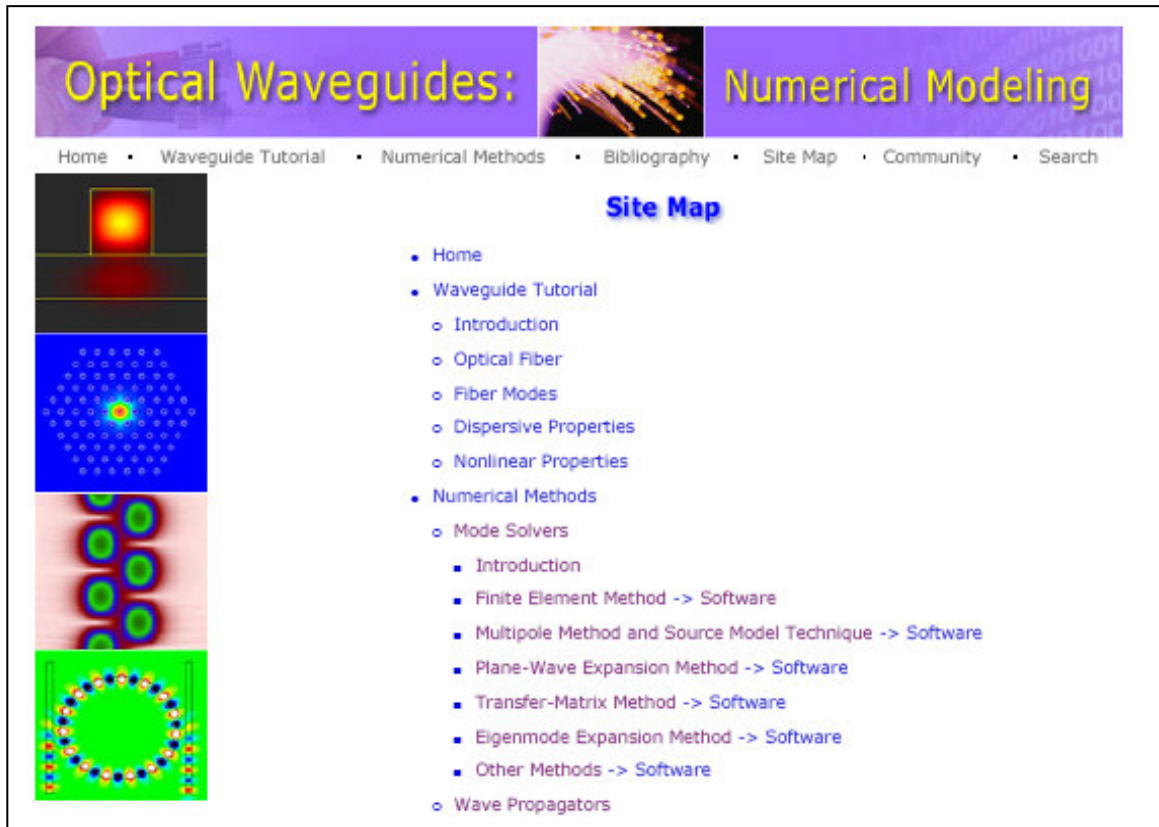 Optical Waveguides: Numerical Modeling
Home ▪ Waveguide Tutorial ▪ Numerical Methods ▪ Bibliography ▪ Site Map ▪ Community ▪ Search
Site Map
• Home
• Waveguide Tutorial
o Introduction
o Optical Fiber
o Fiber Modes
o Dispersive Properties
o Nonlinear Properties
• Numerical Methods
o Mode Solvers
▪ Introduction
▪ Finite Element Method -> Software
▪ Multipole Method and Source Model Technique -> Software
▪ Plane-Wave Expansion Method -> Software
▪ Transfer-Matrix Method -> Software
▪ Eigenmode Expansion Method -> Software
▪ Other Methods -> Software
o Wave Propagators